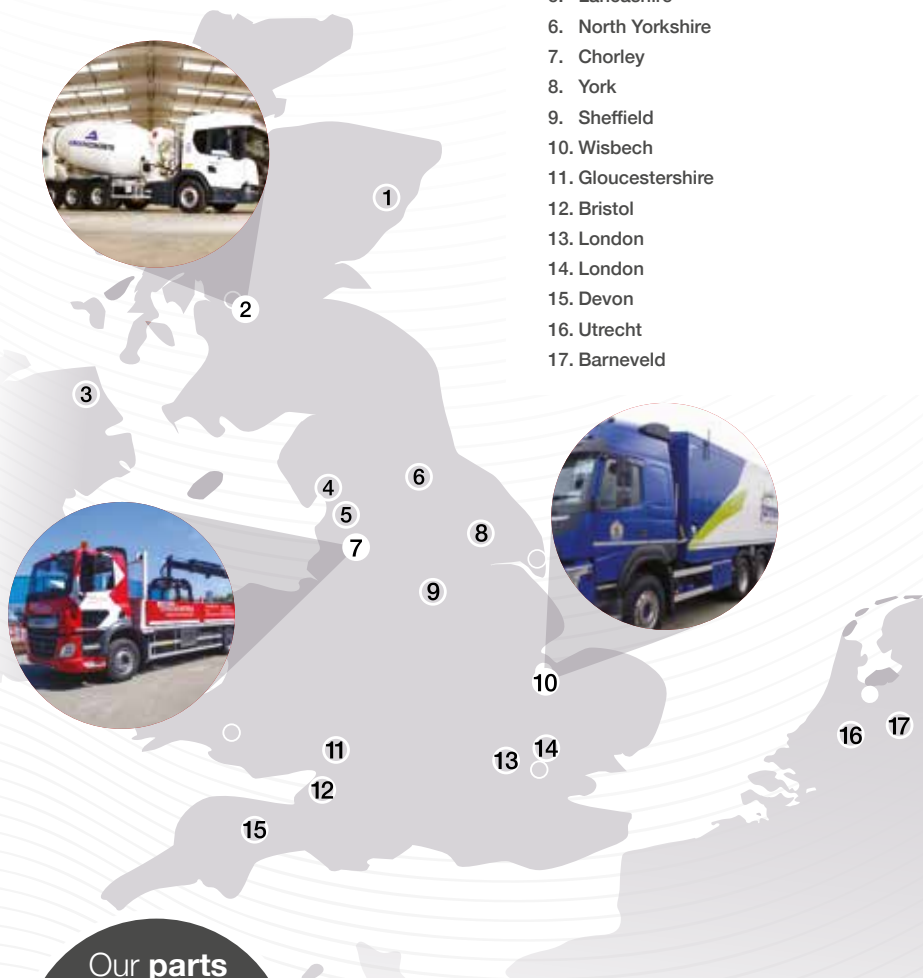 5. Lancashire
6. North Yorkshire
7. Chorley
8. York
9. Sheffield
10. Wisbech
11. Gloucestershire
12. Bristol
13. London
14. London
15. Devon
16. Utrecht
17. Barneveld
1
2
3
4
5
6
7
8
9
10
11
12
13
14
15
16
17
Our parts